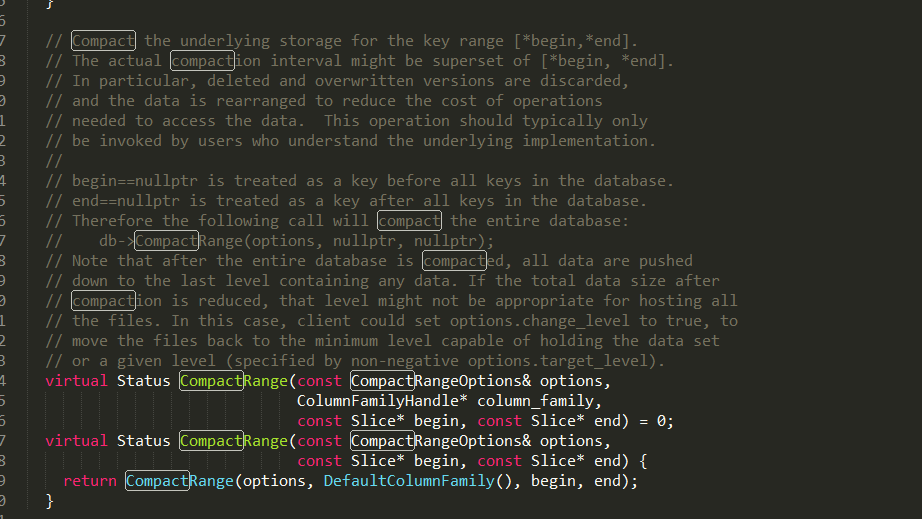 }
// Compact the underlying storage for the key range [*begin,*end].
// The actual compaction interval might be superset of [*begin, *end].
// In particular, deleted and overwritten versions are discarded,
// and the data is rearranged to reduce the cost of operations
// needed to access the data.  This operation should typically only
// be invoked by users who understand the underlying implementation.
//
// begin==nullptr is treated as a key before all keys in the database.
// end==nullptr is treated as a key after all keys in the database.
// Therefore the following call will compact the entire database:
//    db->CompactRange(options, nullptr, nullptr);
// Note that after the entire database is compacted, all data are pushed
// down to the last level containing any data. If the total data size after
// compaction is reduced, that level might not be appropriate for hosting all
// the files. In this case, client could set options.change_level to true, to
// move the files back to the minimum level capable of holding the data set
// or a given level (specified by non-negative options.target_level).
virtual Status CompactRange(const CompactRangeOptions& options,
ColumnFamilyHandle* column_family,
const Slice* begin, const Slice* end) = 0;
virtual Status CompactRange(const CompactRangeOptions& options,
const Slice* begin, const Slice* end) {
return CompactRange(options, DefaultColumnFamily(), begin, end);
}